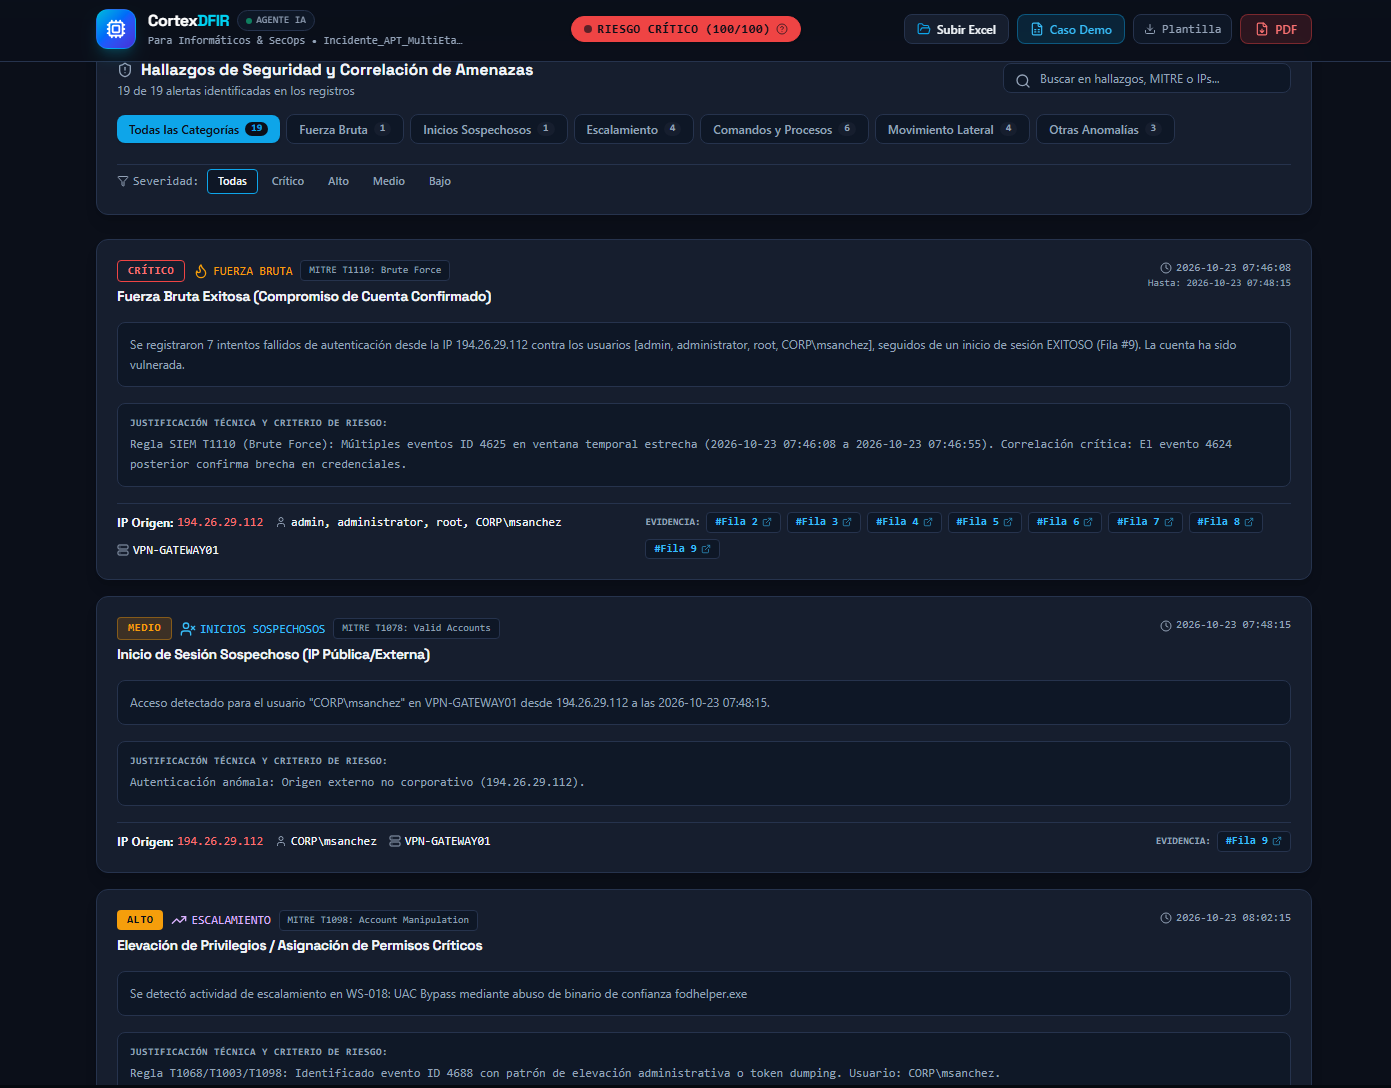 CortexDFIR
AGENTE IA
Para Informáticos & SecOps • Incidente_APT_MultiEta…
RIESGO CRÍTICO (100/100)
Subir Excel
Caso Demo
Plantilla
PDF
Hallazgos de Seguridad y Correlación de Amenazas
19 de 19 alertas identificadas en los registros
Buscar en hallazgos, MITRE o IPs...
Todas las Categorías 19
Fuerza Bruta 1
Inicios Sospechosos 1
Escalamiento 4
Comandos y Procesos 6
Movimiento Lateral 4
Otras Anomalías 3
Severidad: Todas Crítico Alto Medio Bajo
CRÍTICO FUERZA BRUTA MITRE T1110: Brute Force
2026-10-23 07:46:08
Hasta: 2026-10-23 07:48:15
Fuerza Bruta Exitosa (Compromiso de Cuenta Confirmado)
Se registraron 7 intentos fallidos de autenticación desde la IP 194.26.29.112 contra los usuarios [admin, administrator, root, CORP\msanchez], seguidos de un inicio de sesión EXITOSO (Fila #9). La cuenta ha sido
vulnerada.
JUSTIFICACIÓN TÉCNICA Y CRITERIO DE RIESGO:
Regla SIEM T1110 (Brute Force): Múltiples eventos ID 4625 en ventana temporal estrecha (2026-10-23 07:46:08 a 2026-10-23 07:46:55). Correlación crítica: El evento 4624
posterior confirma brecha en credenciales.
IP Origen: 194.26.29.112 admin, administrator, root, CORP\msanchez
VPN-GATEWAY01
EVIDENCIA: #Fila 2 #Fila 3 #Fila 4 #Fila 5 #Fila 6 #Fila 7 #Fila 8
#Fila 9
MEDIO INICIOS SOSPECHOSOS MITRE T1078: Valid Accounts
2026-10-23 07:48:15
Inicio de Sesión Sospechoso (IP Pública/Externa)
Acceso detectado para el usuario "CORP\msanchez" en VPN-GATEWAY01 desde 194.26.29.112 a las 2026-10-23 07:48:15.
JUSTIFICACIÓN TÉCNICA Y CRITERIO DE RIESGO:
Autenticación anómala: Origen externo no corporativo (194.26.29.112).
IP Origen: 194.26.29.112 CORP\msanchez VPN-GATEWAY01
EVIDENCIA: #Fila 9
ALTO ESCALAMIENTO MITRE T1098: Account Manipulation
2026-10-23 08:02:15
Elevación de Privilegios / Asignación de Permisos Críticos
Se detectó actividad de escalamiento en WS-018: UAC Bypass mediante abuso de binario de confianza fodhelper.exe
JUSTIFICACIÓN TÉCNICA Y CRITERIO DE RIESGO:
Regla T1068/T1003/T1098: Identificado evento ID 4688 con patrón de elevación administrativa o token dumping. Usuario: CORP\msanchez.